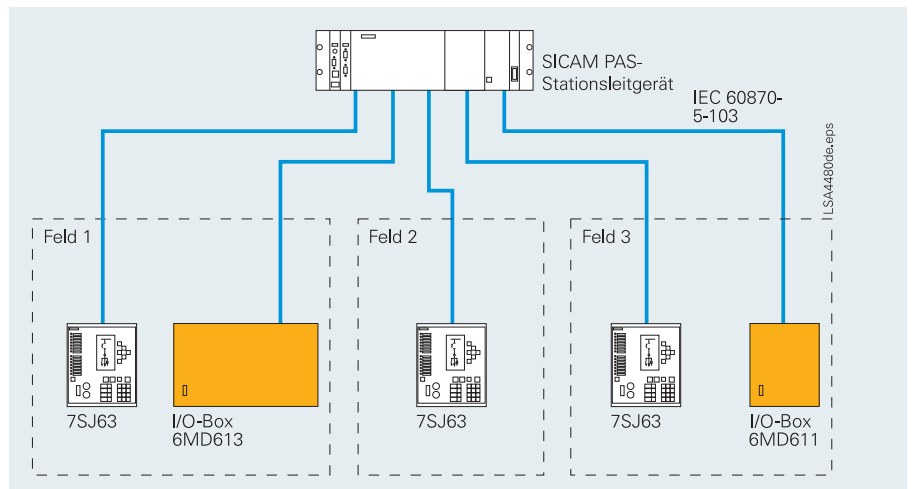 SICAM PAS-
Stationsleitgerät
IEC 60870-
5-103
LSA4480de.eps
Feld 1
Feld 2
Feld 3
7SJ63
I/O-Box
6MD613
7SJ63
7SJ63
I/O-Box
6MD611